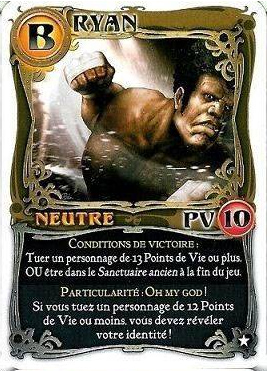 B RYAN
NEUTRE PV 10
CONDITIONS DE VICTOIRE :
Tuer un personnage de 13 Points de Vie ou plus,
OU être dans le Sanctuaire ancien à la fin du jeu.
PARTICULARITÉ : OH MY GOD !
Si vous tuez un personnage de 12 Points
de Vie ou moins, vous devez révéler
votre identité !